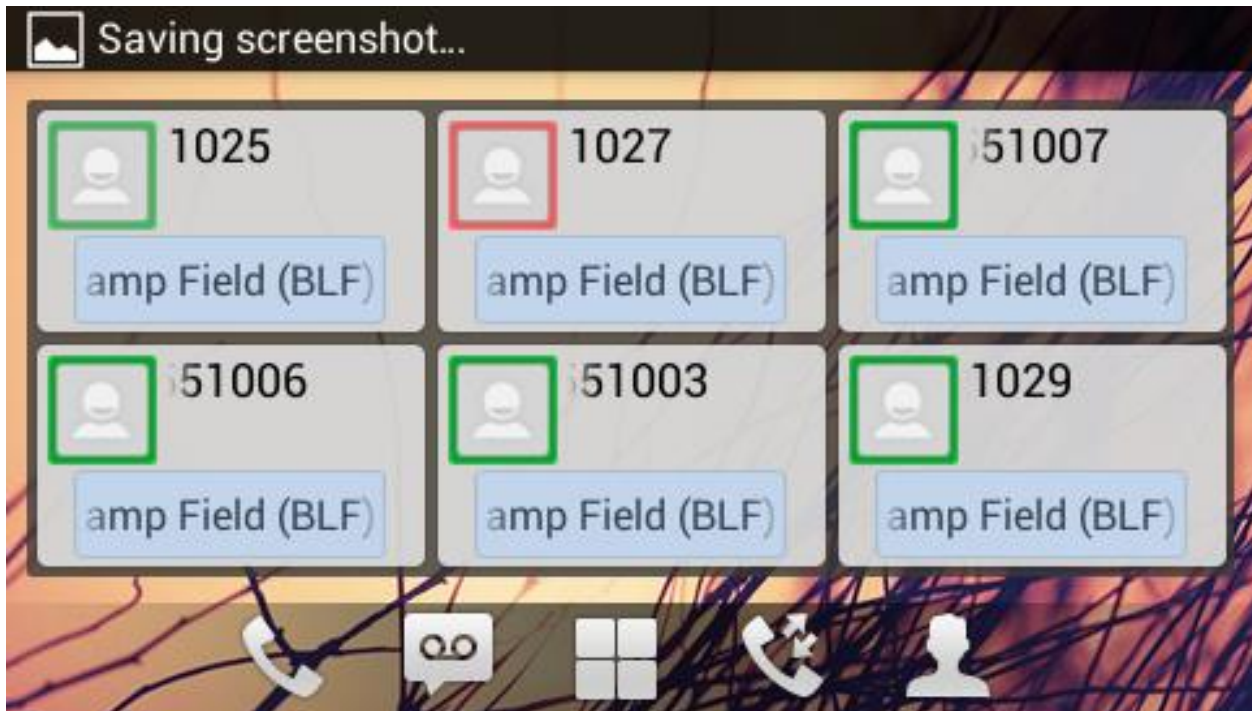 Saving screenshot...
1025
1027
51007
amp Field (BLF)
amp Field (BLF)
amp Field (BLF)
51006
51003
1029
amp Field (BLF)
amp Field (BLF)
amp Field (BLF)